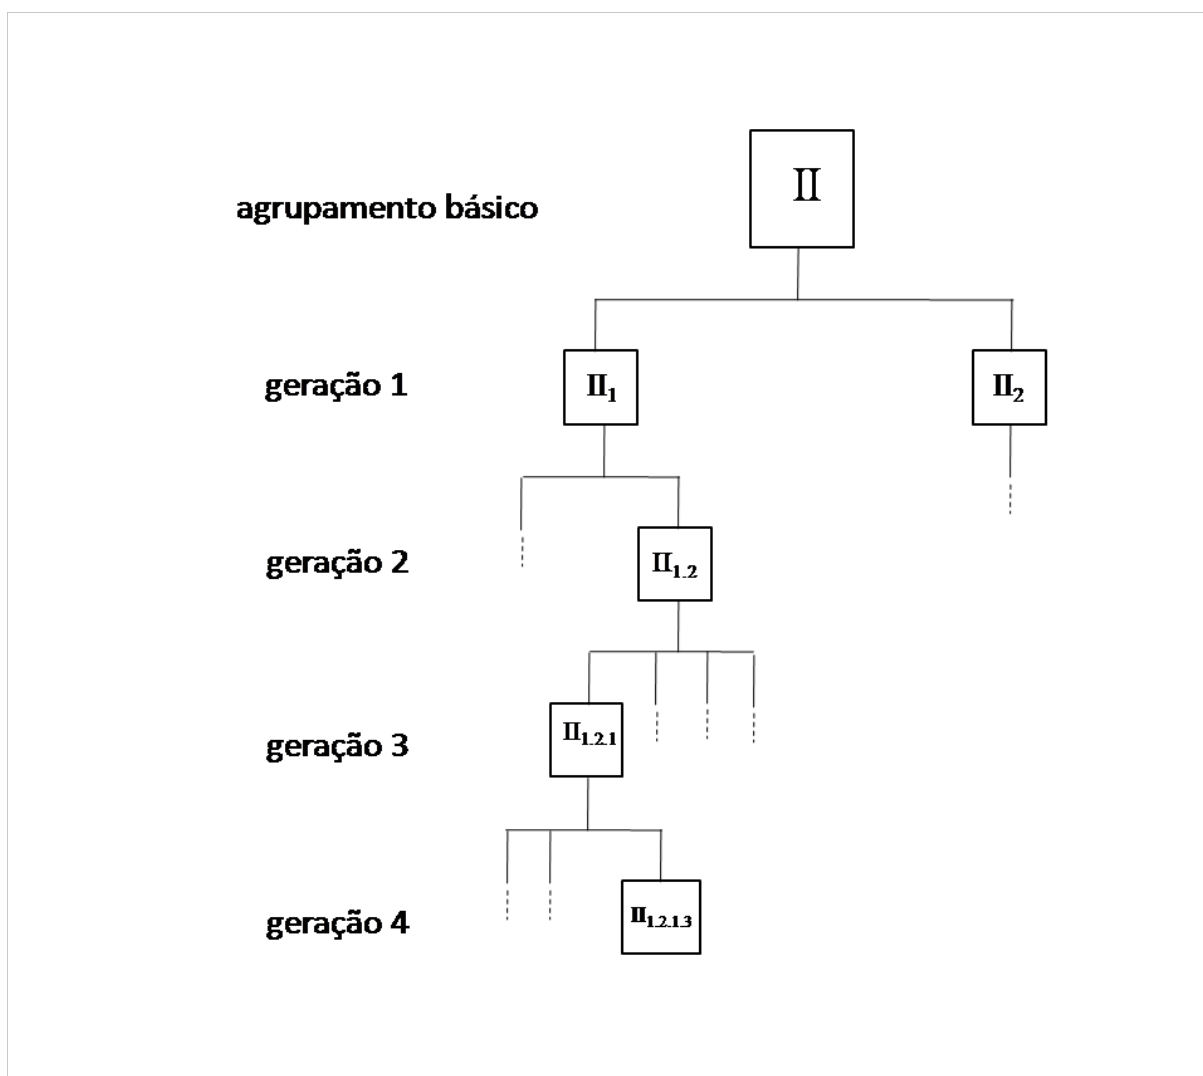 agrupamento básico
II
geração 1
II₁
II₂
geração 2
II₁.₂
geração 3
II₁.₂.₁
geração 4
II₁.₂.₁.₃